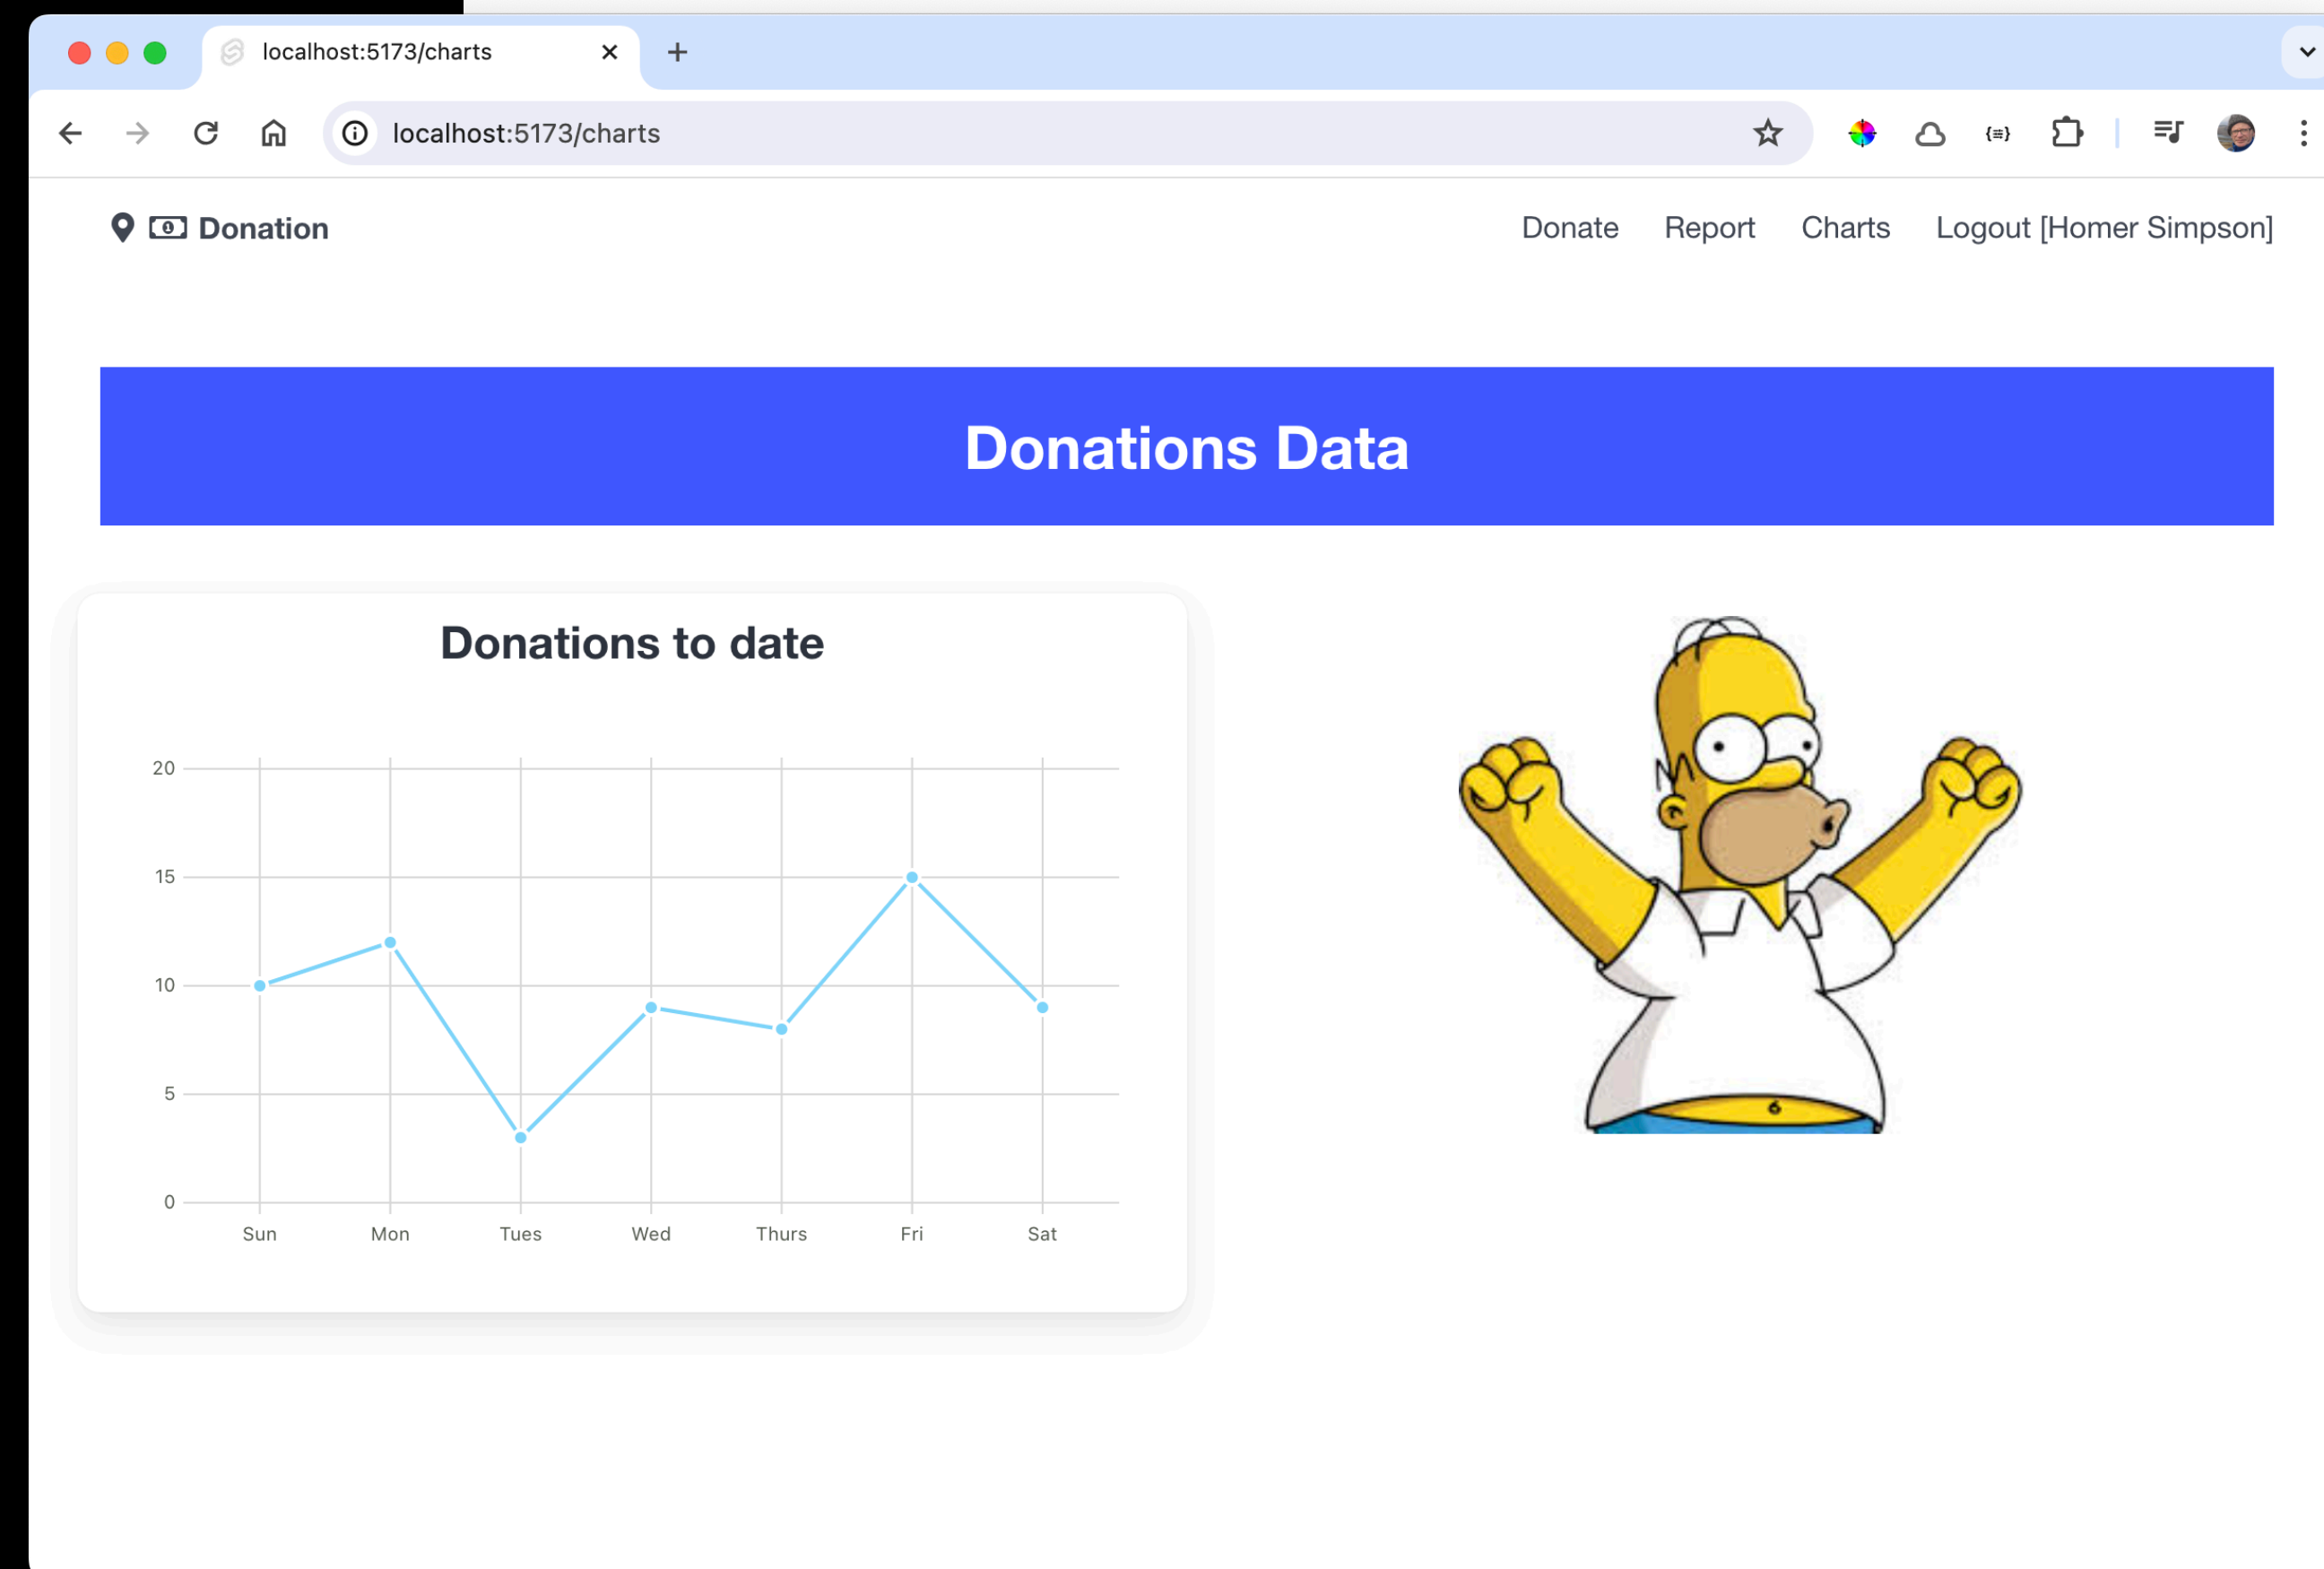 localhost:5173/charts
localhost:5173/charts
Donation
Donate Report Charts Logout [Homer Simpson]
Donations Data
Donations to date
20
15
10
5
0
Sun Mon Tues Wed Thurs Fri Sat